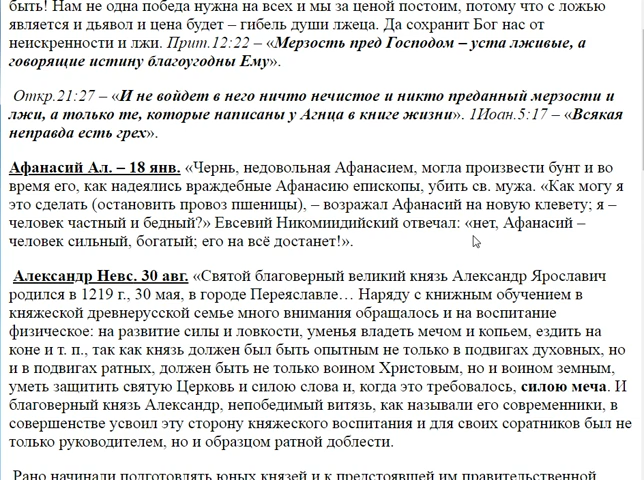 быть! Нам не одна победа нужна на всех и мы за ценой постоим, потому что с ложью
является и дьявол и цена будет – гибель души лжеца. Да сохранит Бог нас от
неискренности и лжи. Прит.12:22 – «Мерзость пред Господом – уста лживые, а
говорящие истину благоугодны Ему».
Откр.21:27 – «И не войдет в него ничто нечистое и никто преданный мерзости и
лжи, а только те, которые написаны у Агнца в книге жизни». 1Иоан.5:17 – «Всякая
неправда есть грех».
Афанасий Ал. – 18 янв. «Чернь, недовольная Афанасием, могла произвести бунт и во
время его, как надеялись враждебные Афанасию епископы, убить св. мужа. «Как могу я
это сделать (остановить провоз пшеницы), – возражал Афанасий на новую клевету; я –
человек частный и бедный?» Евсевий Никомиидийский отвечал: «нет, Афанасий –
человек сильный, богатый; его на всё достанет!».
Александр Невс. 30 авг. «Святой благоверный великий князь Александр Ярославич
родился в 1219 г., 30 мая, в городе Переяславле… Наряду с книжным обучением в
княжеской древнерусской семье много внимания обращалось и на воспитание
физическое: на развитие силы и ловкости, уменья владеть мечом и копьем, ездить на
коне и т. п., так как князь должен был быть опытным не только в подвигах духовных, но
и в подвигах ратных, должен быть не только воином Христовым, но и воином земным,
уметь защитить святую Церковь и силою слова и, когда это требовалось, силою меча. И
благоверный князь Александр, непобедимый витязь, как называли его современники, в
совершенстве усвоил эту сторону княжеского воспитания и для своих соратников был не
только руководителем, но и образцом ратной доблести.
Рано начинали подготовлять юных князей и к предстоявшей им правительственной